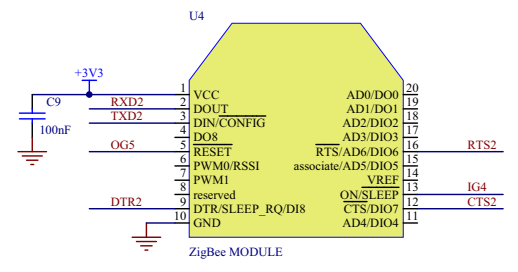 U4
+3V3
C9
100nF
1 VCC AD0/DO0 20
RXD2 2 DOUT AD1/DO1 19
TXD2 3 DIN/CONFIG AD2/DO2 18
4 DO8 AD3/DO3 17
OG5 5 RESET RTS/AD6/DIO6 16 RTS2
6 PWM0/RSSI associate/AD5/DIO5 15
7 PWM1 VREF 14
8 reserved ON/SLEEP 13 IG4
DTR2 9 DTR/SLEEP_RQ/DI8 CTS/DIO7 12 CTS2
10 GND AD4/DIO4 11
ZigBee MODULE